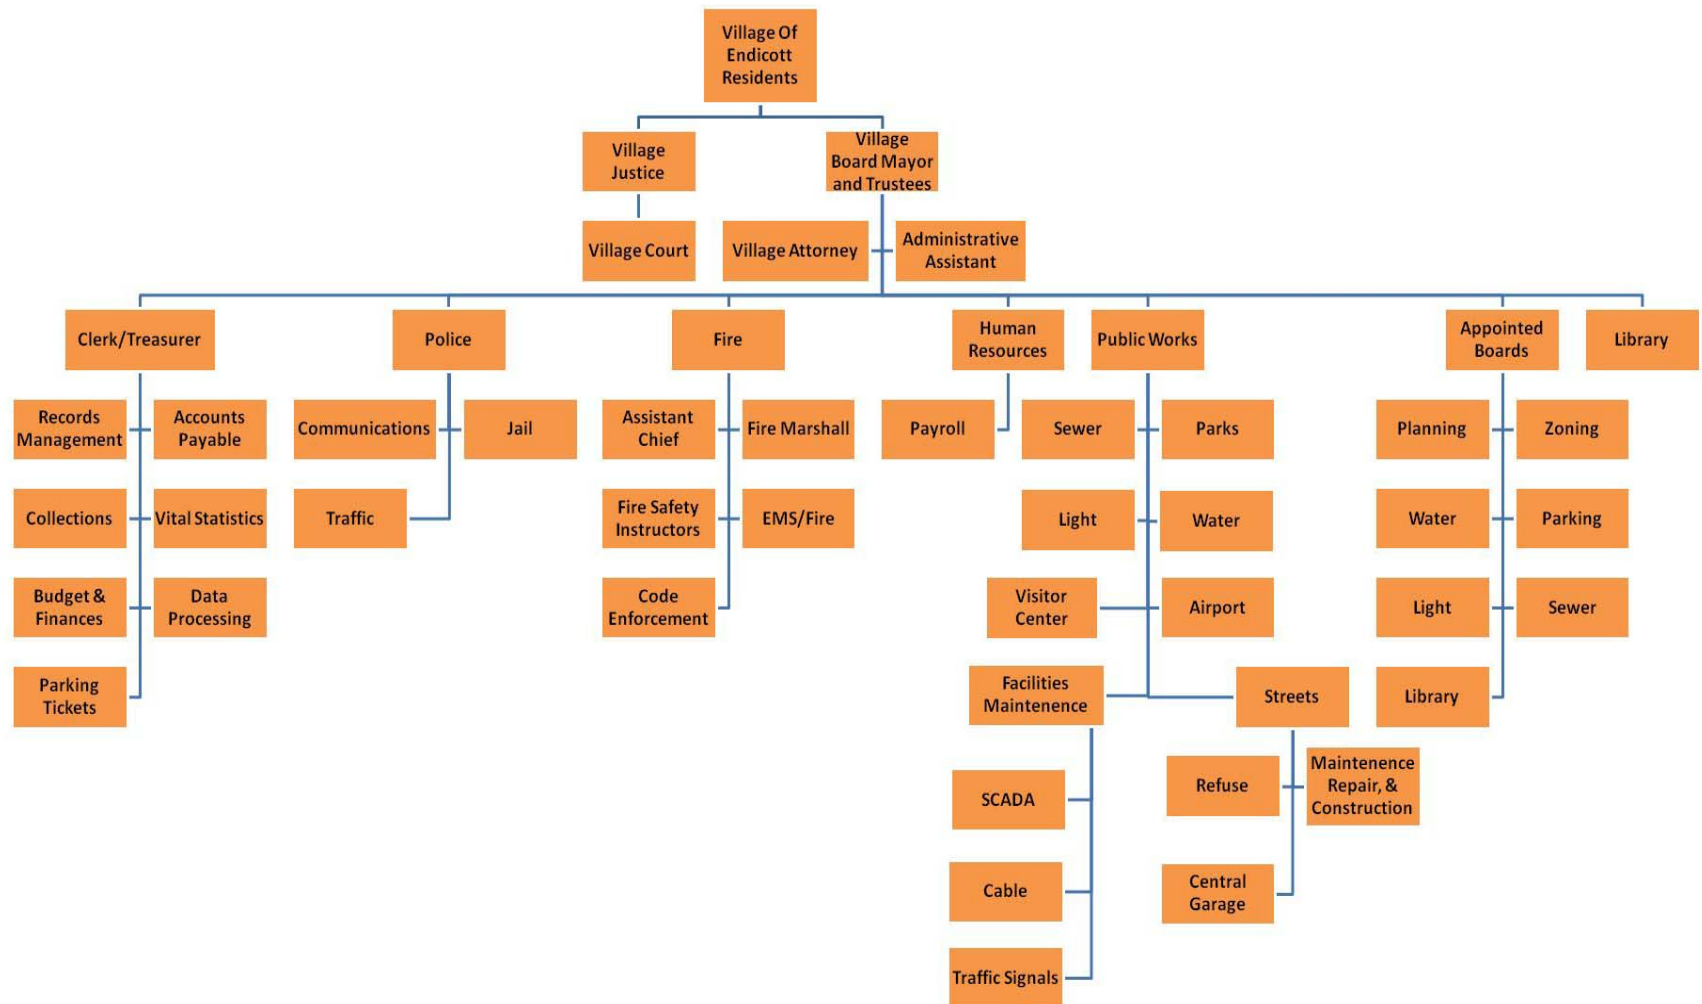 Village Of
Endicott
Residents
Village
Justice
Village
Board Mayor
and Trustees
Village Court
Village Attorney
Administrative
Assistant
Clerk/Treasurer
Police
Fire
Human
Resources
Public Works
Appointed
Boards
Library
Records
Management
Accounts
Payable
Communications
Jail
Assistant
Chief
Fire Marshall
Payroll
Sewer
Parks
Planning
Zoning
Collections
Vital Statistics
Traffic
Fire Safety
Instructors
EMS/Fire
Light
Water
Water
Parking
Budget &
Finances
Data
Processing
Code
Enforcement
Visitor
Center
Airport
Light
Sewer
Parking
Tickets
Facilities
Maintenence
Streets
Library
SCADA
Refuse
Maintenence
Repair, &
Construction
Cable
Central
Garage
Traffic Signals